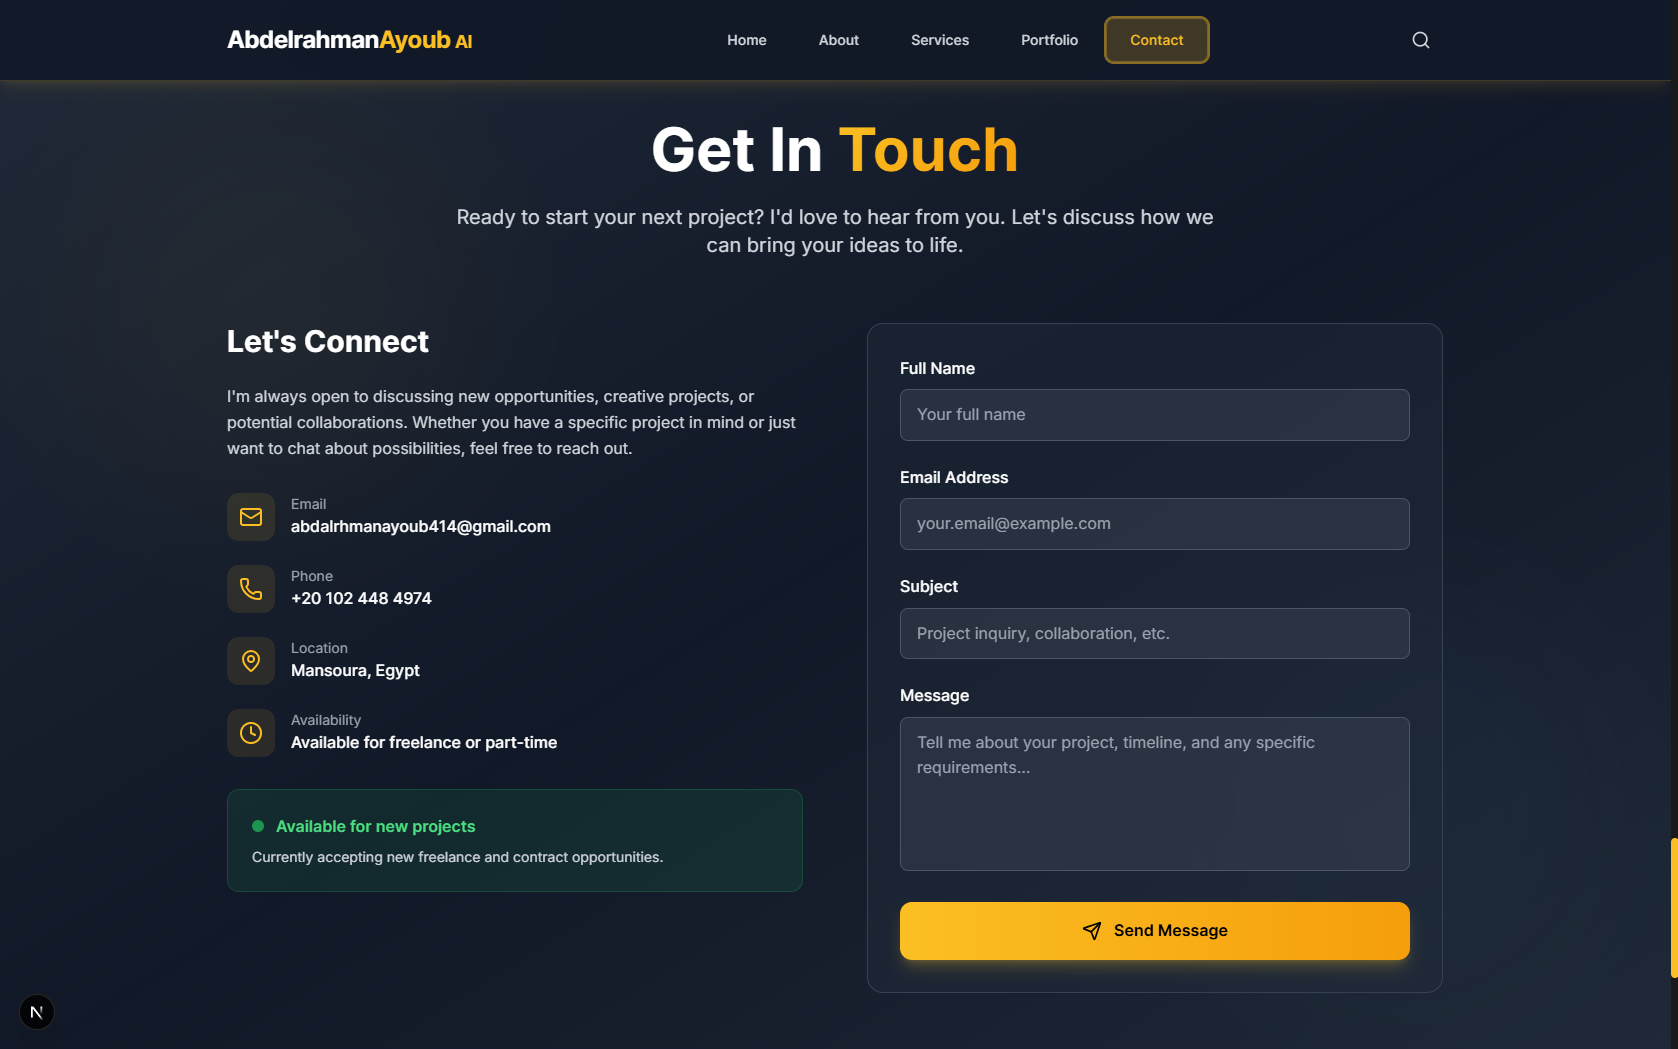 AbdelrahmanAyoub AI
Home
About
Services
Portfolio
Contact
Get In Touch
Ready to start your next project? I'd love to hear from you. Let's discuss how we
can bring your ideas to life.
Let's Connect
I'm always open to discussing new opportunities, creative projects, or
potential collaborations. Whether you have a specific project in mind or just
want to chat about possibilities, feel free to reach out.
Email
abdalrhmanayoub414@gmail.com
Phone
+20 102 448 4974
Location
Mansoura, Egypt
Availability
Available for freelance or part-time
Available for new projects
Currently accepting new freelance and contract opportunities.
Full Name
Your full name
Email Address
your.email@example.com
Subject
Project inquiry, collaboration, etc.
Message
Tell me about your project, timeline, and any specific
requirements...
Send Message
N